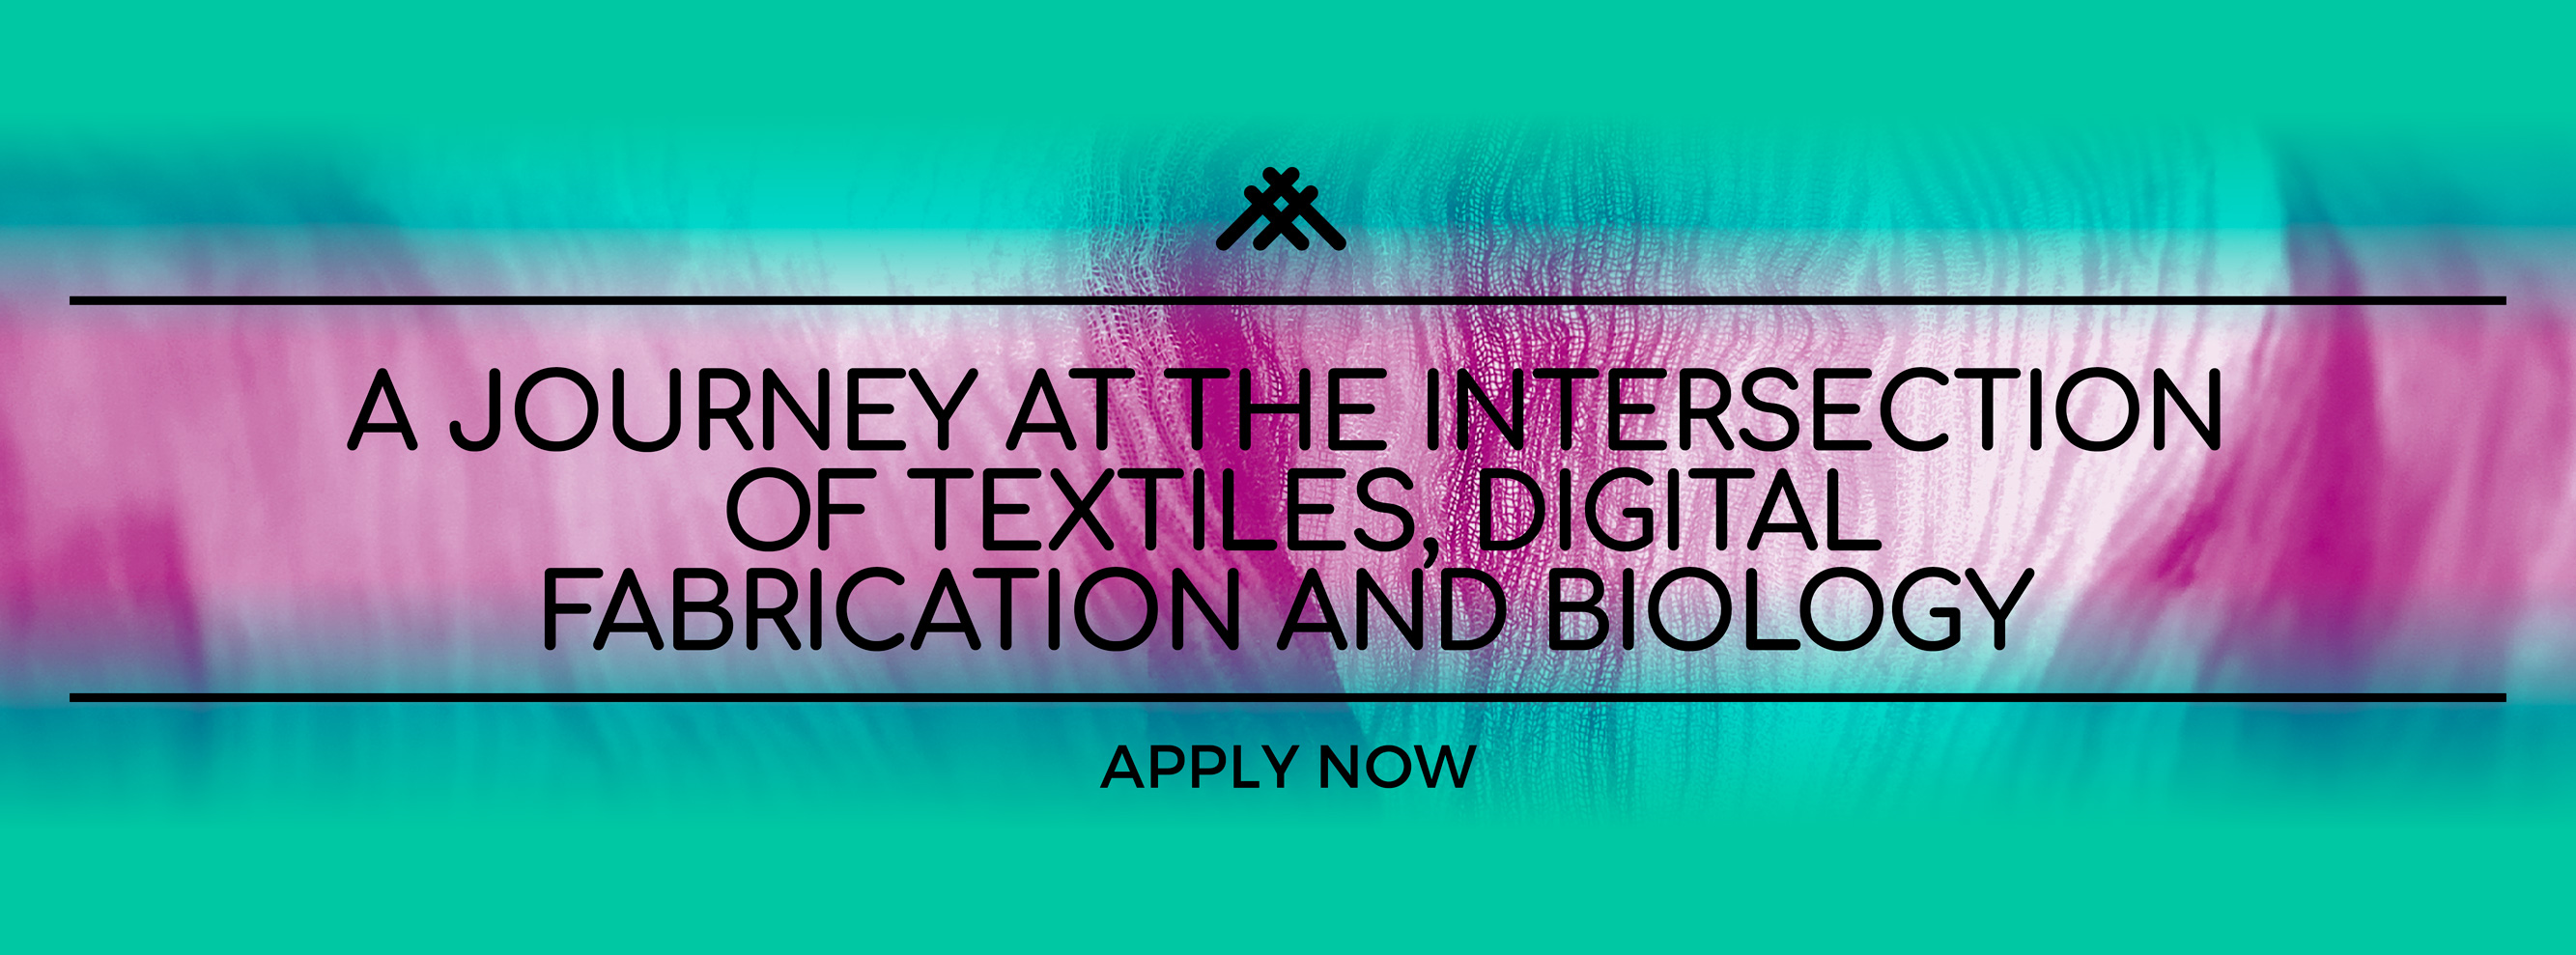 A JOURNEY AT THE INTERSECTION
OF TEXTILES, DIGITAL
FABRICATION AND BIOLOGY
APPLY NOW